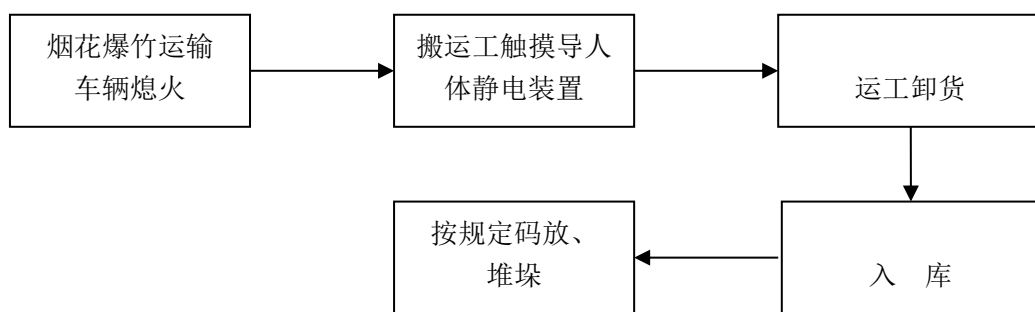 烟花爆竹运输
车辆熄火
搬运工触摸导人
体静电装置
运工卸货
入 库
按规定码放、
堆垛